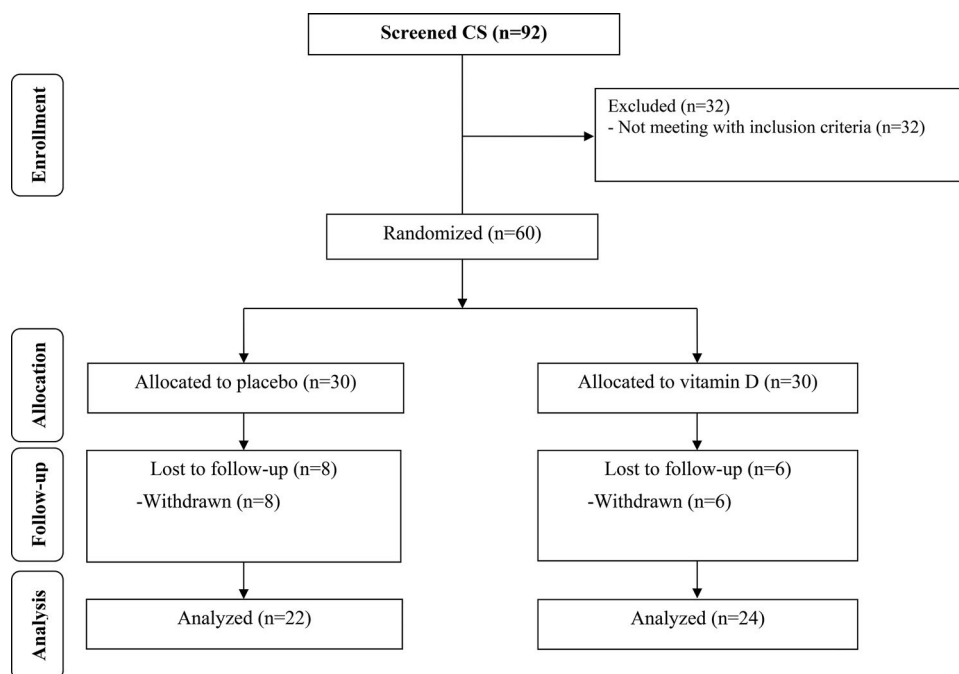 Screened CS (n=92)
Enrollment
Excluded (n=32)
- Not meeting with inclusion criteria (n=32)
Randomized (n=60)
Allocation
Allocated to placebo (n=30)
Allocated to vitamin D (n=30)
Follow-up
Lost to follow-up (n=8)
-Withdrawn (n=8)
Lost to follow-up (n=6)
-Withdrawn (n=6)
Analysis
Analyzed (n=22)
Analyzed (n=24)